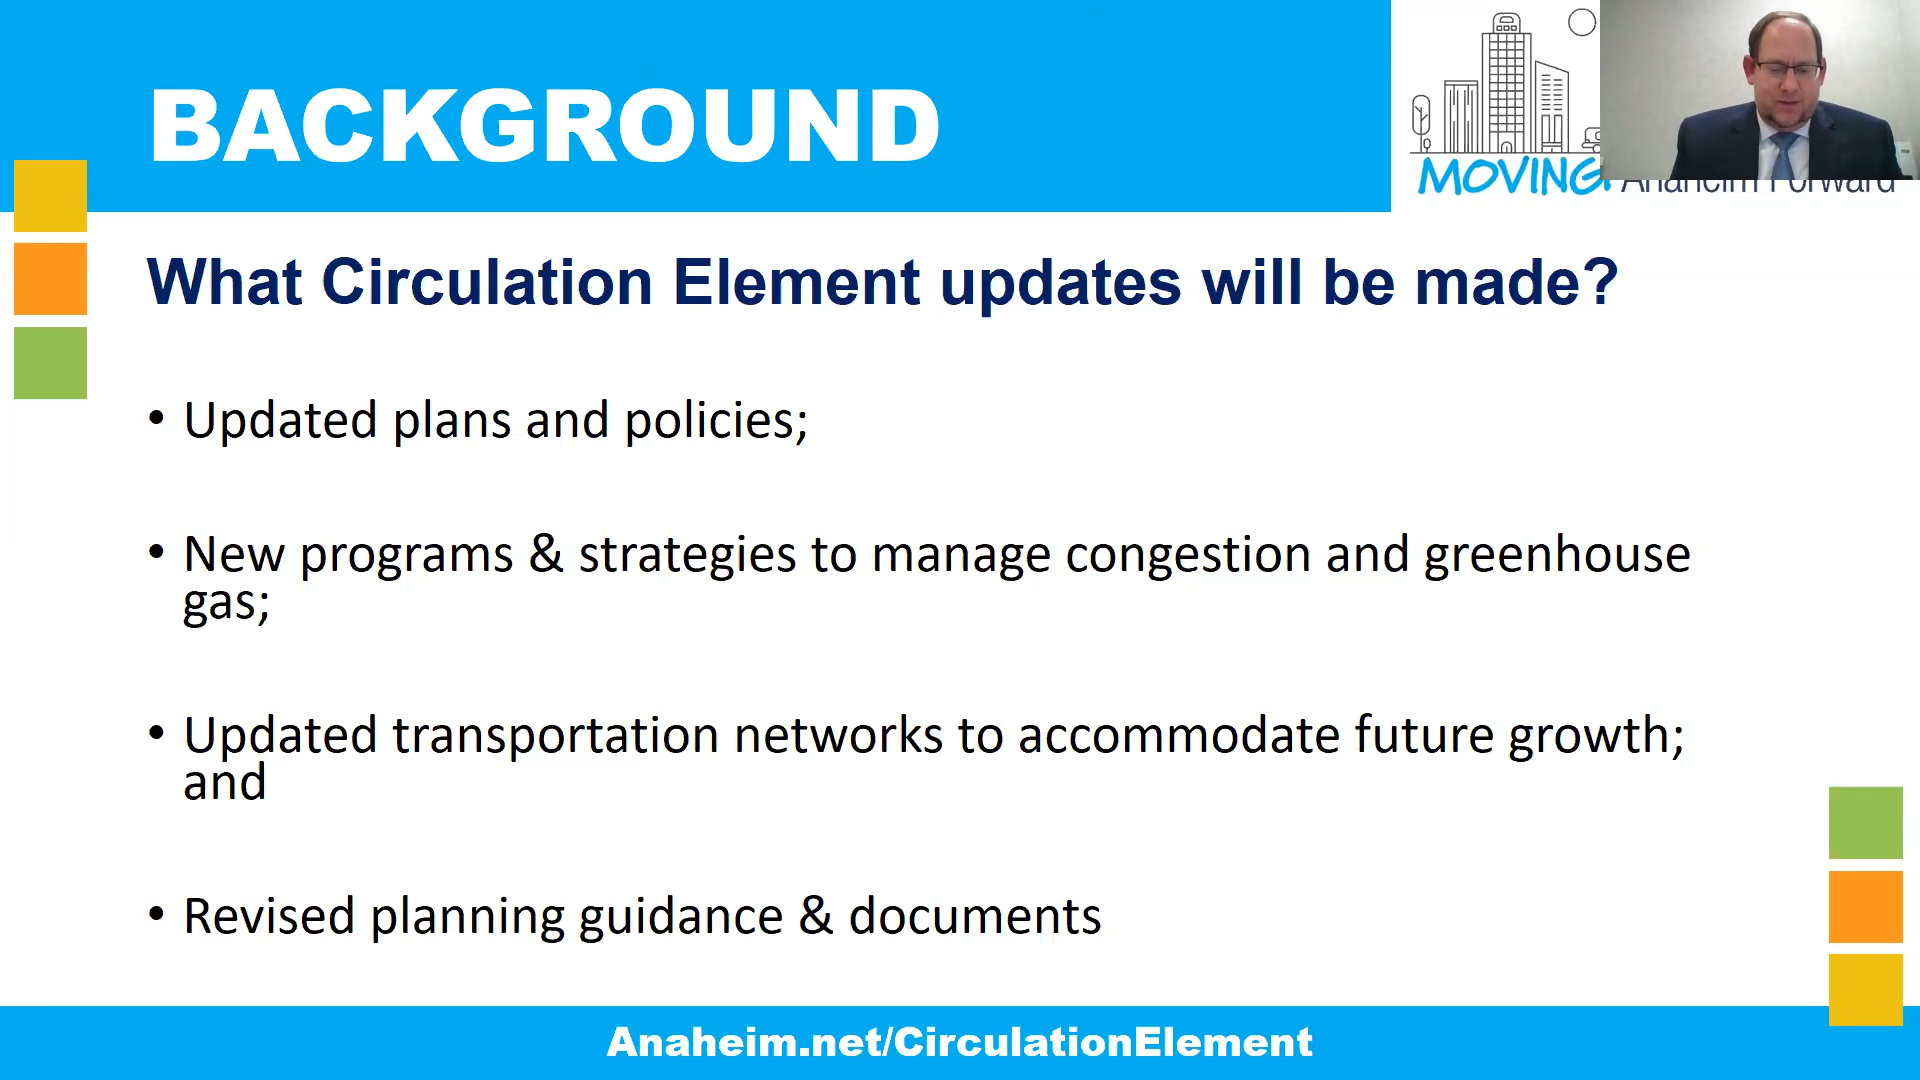 BACKGROUND
MOVING Anaheim Forward
What Circulation Element updates will be made?
• Updated plans and policies;
• New programs & strategies to manage congestion and greenhouse
gas;
• Updated transportation networks to accommodate future growth;
and
• Revised planning guidance & documents
Anaheim.net/CirculationElement